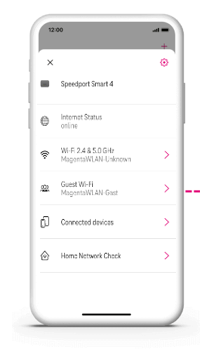 12:00
Speedport Smart 4
Internet Status
online
Wi-Fi 2.4 & 5.0 GHz
MagentaWLAN-Unknown
Guest Wi-Fi
MagentaWLAN-Gast
Connected devices
Home Network Check